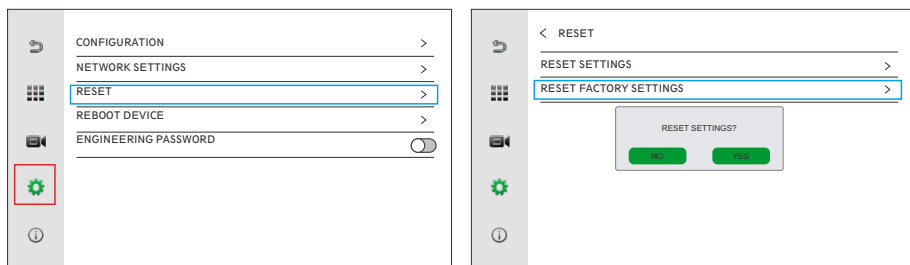 CONFIGURATION >
NETWORK SETTINGS >
RESET >
REBOOT DEVICE >
ENGINEERING PASSWORD
< RESET
RESET SETTINGS >
RESET FACTORY SETTINGS >
RESET SETTINGS?
NO YES